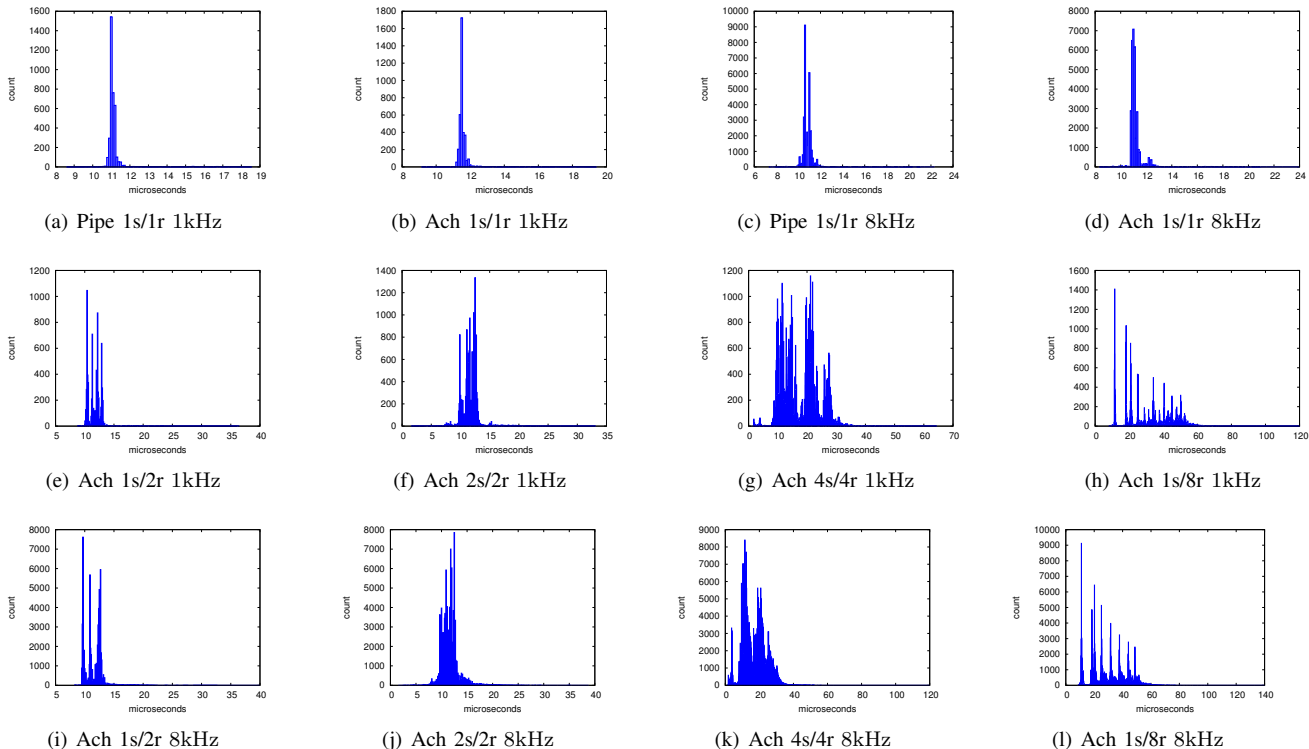 1600
1400
1200
1000
800
600
400
200
0
count
8 9 10 11 12 13 14 15 16 17 18 19
microseconds
(a) Pipe 1s/1r 1kHz
1800
1600
1400
1200
1000
800
600
400
200
0
count
8 10 12 14 16 18 20
microseconds
(b) Ach 1s/1r 1kHz
10000
9000
8000
7000
6000
5000
4000
3000
2000
1000
0
count
6 8 10 12 14 16 18 20 22 24
microseconds
(c) Pipe 1s/1r 8kHz
8000
7000
6000
5000
4000
3000
2000
1000
0
count
8 10 12 14 16 18 20 22 24
microseconds
(d) Ach 1s/1r 8kHz
1200
1000
800
600
400
200
0
count
5 10 15 20 25 30 35 40
microseconds
(e) Ach 1s/2r 1kHz
1400
1200
1000
800
600
400
200
0
count
0 5 10 15 20 25 30 35
microseconds
(f) Ach 2s/2r 1kHz
1200
1000
800
600
400
200
0
count
0 10 20 30 40 50 60 70
microseconds
(g) Ach 4s/4r 1kHz
1600
1400
1200
1000
800
600
400
200
0
count
0 20 40 60 80 100 120
microseconds
(h) Ach 1s/8r 1kHz
8000
7000
6000
5000
4000
3000
2000
1000
0
count
5 10 15 20 25 30 35 40
microseconds
(i) Ach 1s/2r 8kHz
8000
7000
6000
5000
4000
3000
2000
1000
0
count
0 5 10 15 20 25 30 35 40
microseconds
(j) Ach 2s/2r 8kHz
9000
8000
7000
6000
5000
4000
3000
2000
1000
0
count
0 20 40 60 80 100 120
microseconds
(k) Ach 4s/4r 8kHz
10000
9000
8000
7000
6000
5000
4000
3000
2000
1000
0
count
0 20 40 60 80 100 120 140
microseconds
(l) Ach 1s/8r 8kHz